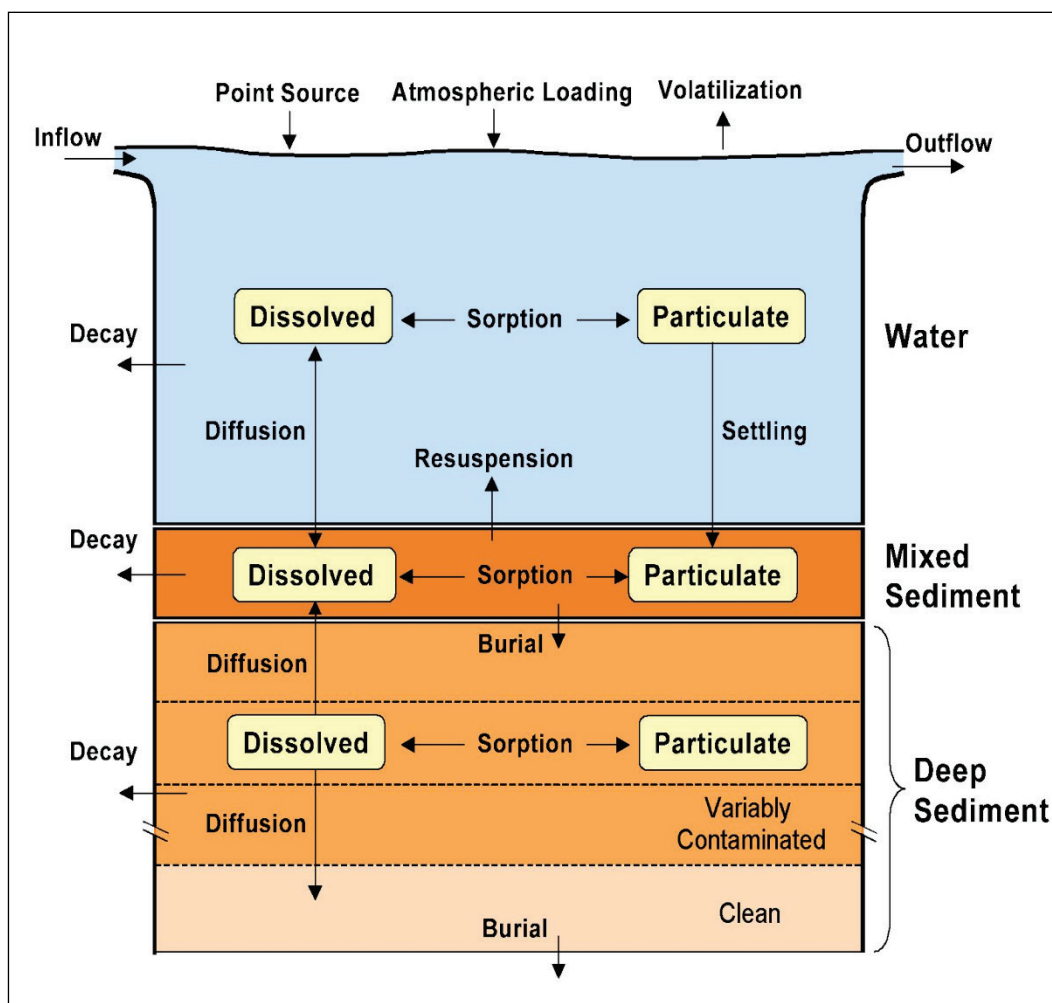 Point Source
Atmospheric Loading
Volatilization
Inflow
Outflow
Dissolved
Sorption
Particulate
Decay
Water
Diffusion
Settling
Resuspension
Decay
Dissolved
Sorption
Particulate
Mixed
Sediment
Burial
Diffusion
Dissolved
Sorption
Particulate
Decay
Deep
Sediment
Variably
Contaminated
Diffusion
Clean
Burial